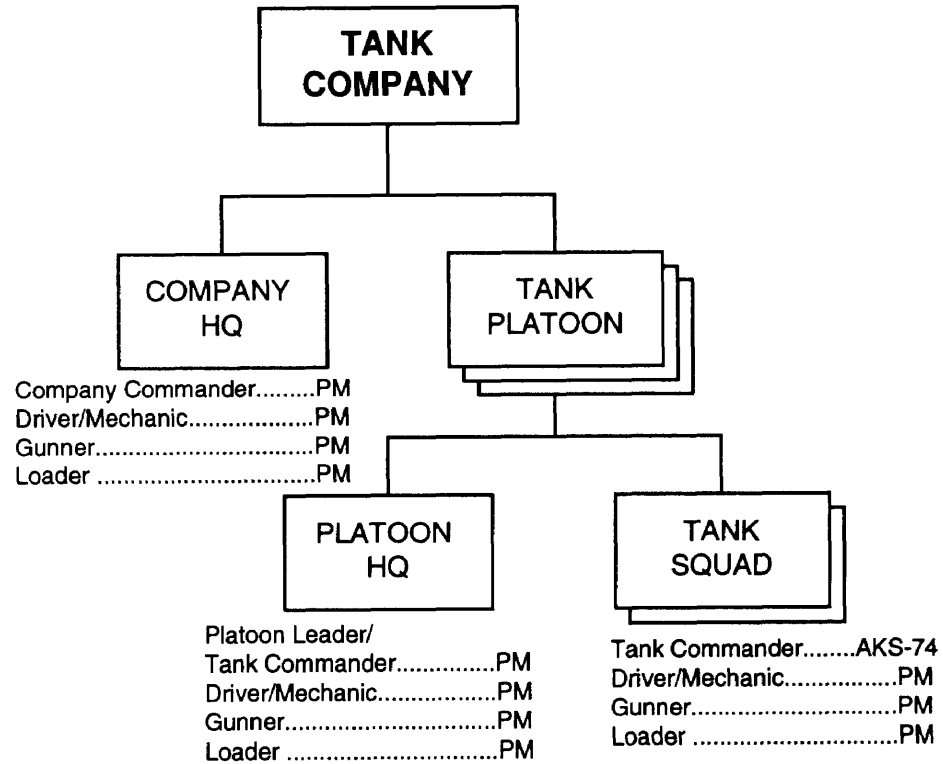 TANK
COMPANY
COMPANY
HQ
Company Commander.........PM
Driver/Mechanic....................PM
Gunner................................PM
Loader ................................PM
TANK
PLATOON
PLATOON
HQ
Platoon Leader/
Tank Commander..............PM
Driver/Mechanic.................PM
Gunner..............................PM
Loader ...............................PM
TANK
SQUAD
Tank Commander........AKS-74
Driver/Mechanic................PM
Gunner..............................PM
Loader ..............................PM